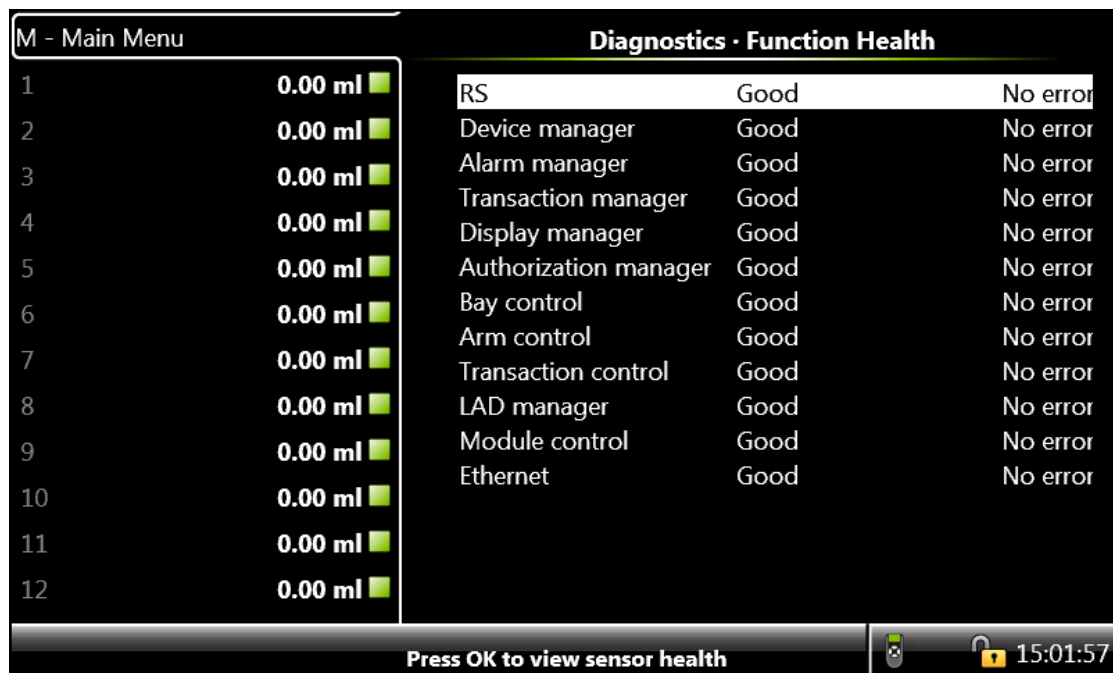 M - Main Menu
1 0.00 ml
2 0.00 ml
3 0.00 ml
4 0.00 ml
5 0.00 ml
6 0.00 ml
7 0.00 ml
8 0.00 ml
9 0.00 ml
10 0.00 ml
11 0.00 ml
12 0.00 ml
Diagnostics · Function Health
RS Good No error
Device manager Good No error
Alarm manager Good No error
Transaction manager Good No error
Display manager Good No error
Authorization manager Good No error
Bay control Good No error
Arm control Good No error
Transaction control Good No error
LAD manager Good No error
Module control Good No error
Ethernet Good No error
Press OK to view sensor health
15:01:57